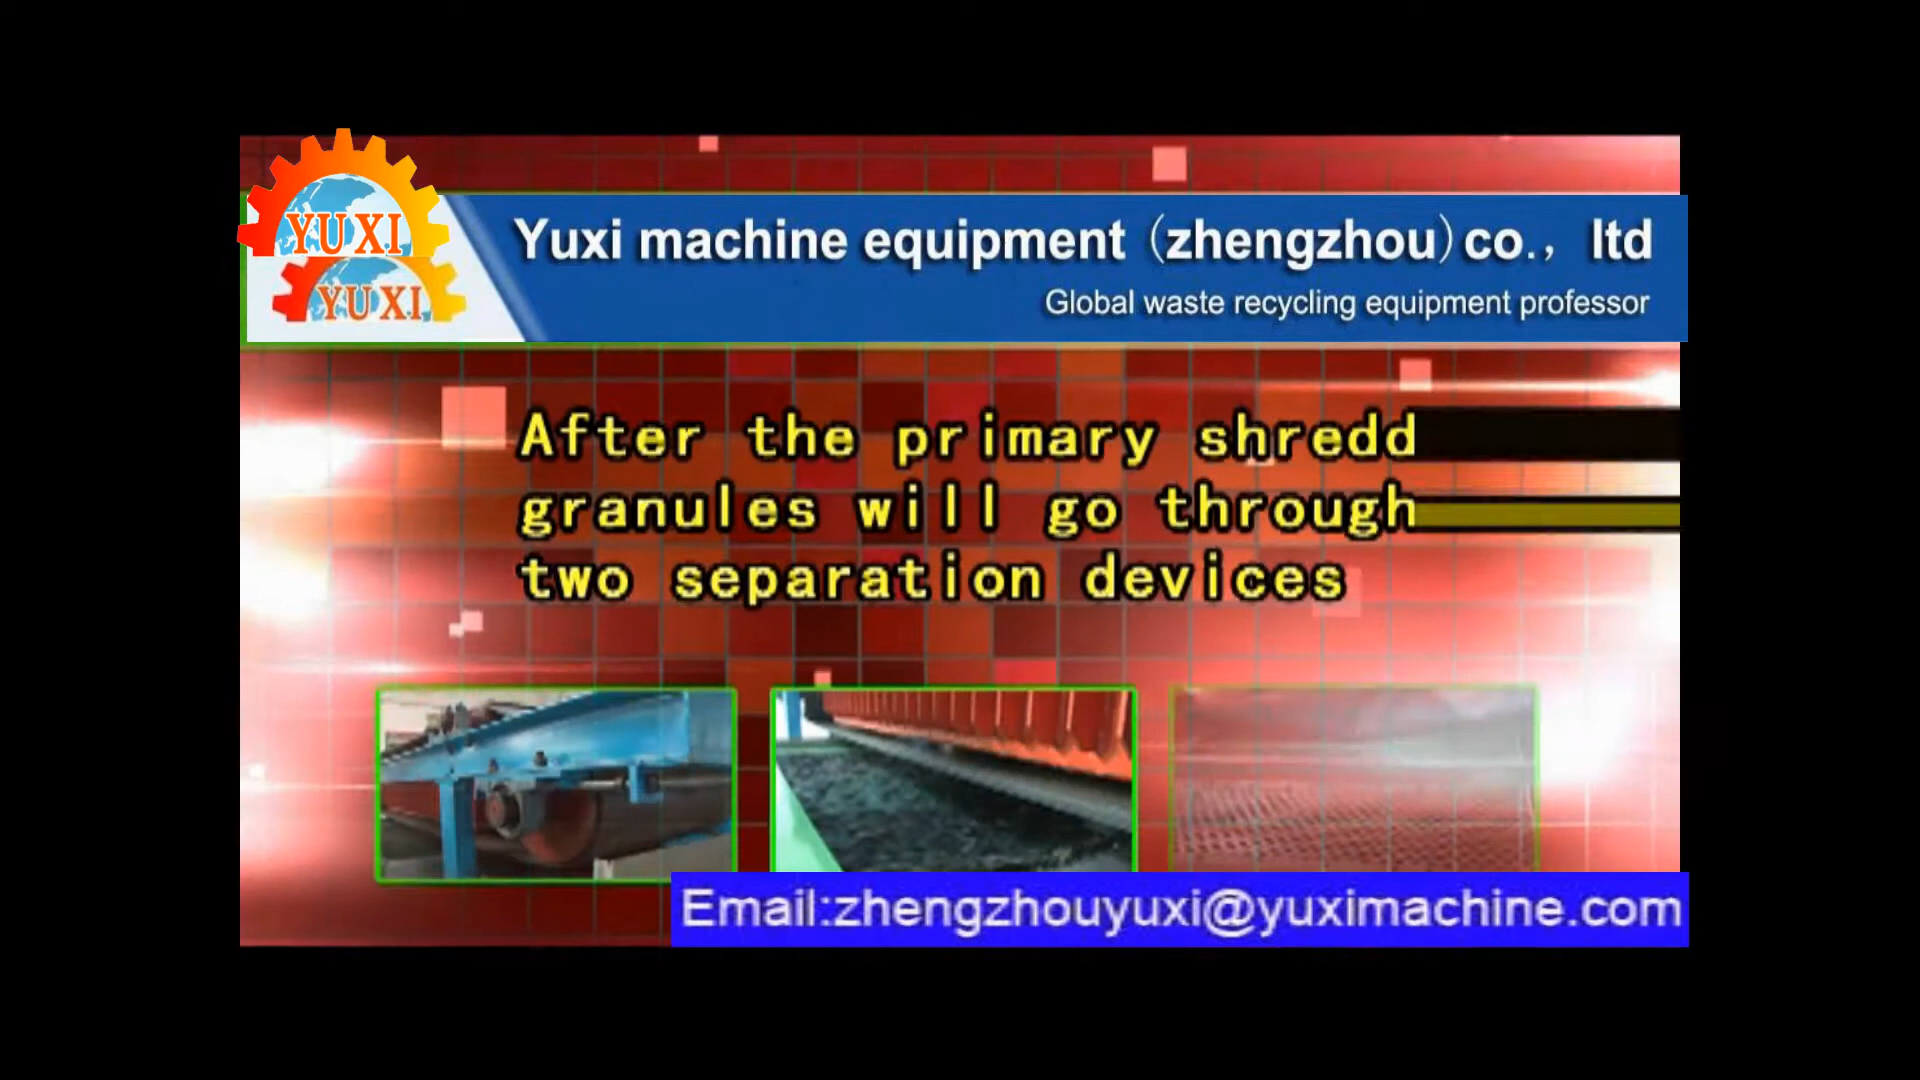 YUXI
YUXI
Yuxi machine equipment (zhengzhou)co., ltd
Global waste recycling equipment professor
After the primary shredd
granules will go through
two separation devices
Email:zhengzhouyuxi@yuximachine.com